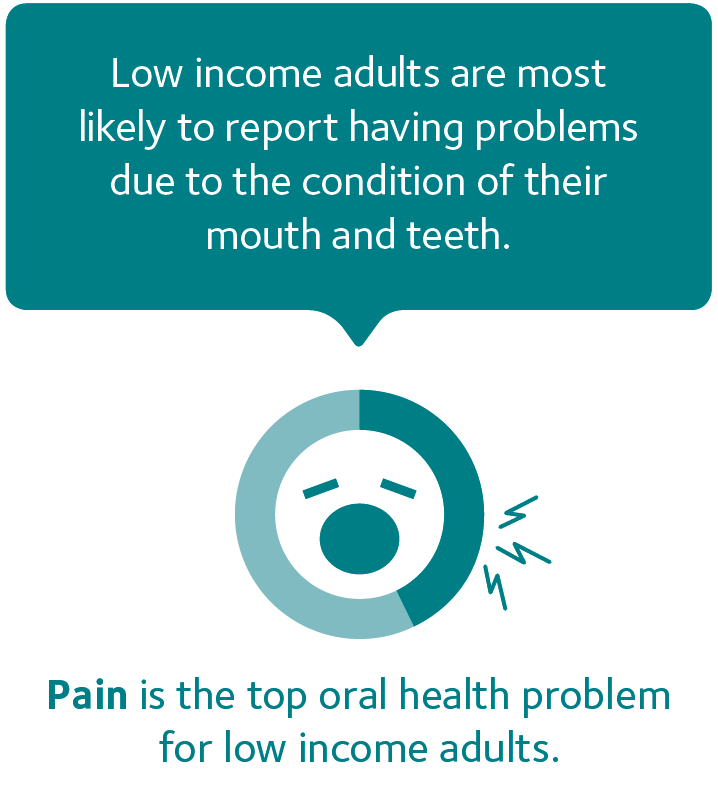 Low income adults are most
likely to report having problems
due to the condition of their
mouth and teeth.
Pain is the top oral health problem
for low income adults.